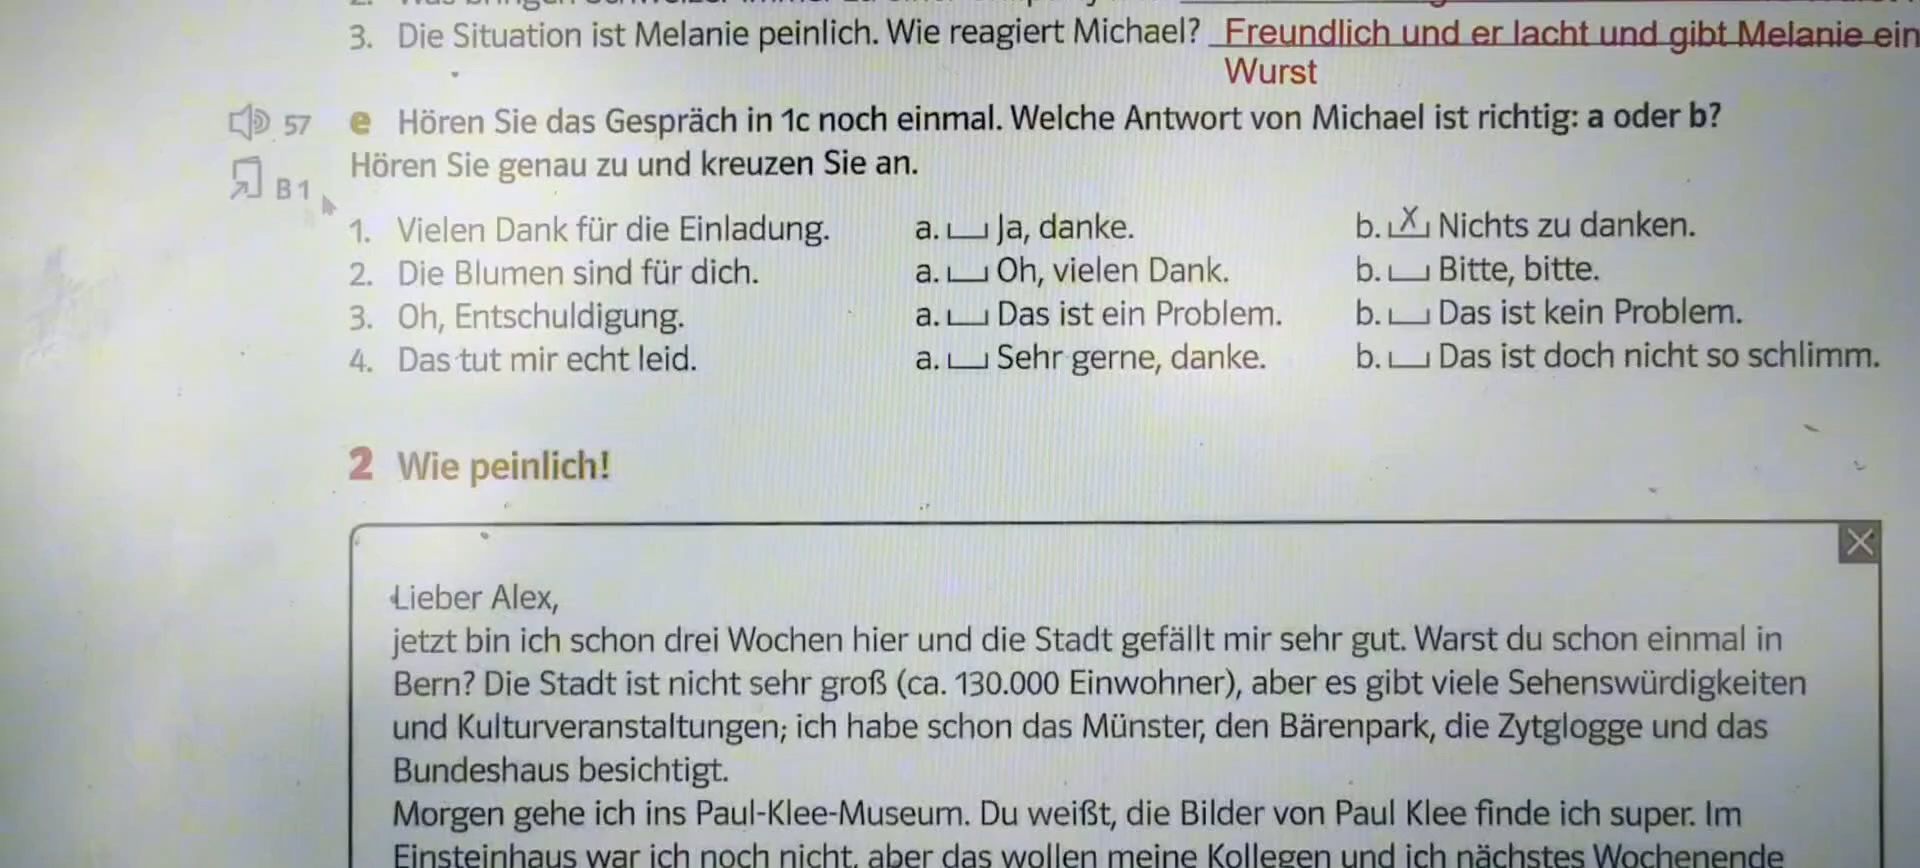 3. Die Situation ist Melanie peinlich. Wie reagiert Michael? Freundlich und er lacht und gibt Melanie ein
Wurst
57 e Hören Sie das Gespräch in 1c noch einmal. Welche Antwort von Michael ist richtig: a oder b?
B 1 Hören Sie genau zu und kreuzen Sie an.
1. Vielen Dank für die Einladung. a. Ja, danke. b. X Nichts zu danken.
2. Die Blumen sind für dich. a. Oh, vielen Dank. b. Bitte, bitte.
3. Oh, Entschuldigung. a. Das ist ein Problem. b. Das ist kein Problem.
4. Das tut mir echt leid. a. Sehr gerne, danke. b. Das ist doch nicht so schlimm.
2 Wie peinlich!
Lieber Alex,
jetzt bin ich schon drei Wochen hier und die Stadt gefällt mir sehr gut. Warst du schon einmal in
Bern? Die Stadt ist nicht sehr groß (ca. 130.000 Einwohner), aber es gibt viele Sehenswürdigkeiten
und Kulturveranstaltungen; ich habe schon das Münster, den Bärenpark, die Zytglogge und das
Bundeshaus besichtigt.
Morgen gehe ich ins Paul-Klee-Museum. Du weißt, die Bilder von Paul Klee finde ich super. Im
Einsteinhaus war ich noch nicht, aber das wollen meine Kollegen und ich nächstes Wochenende